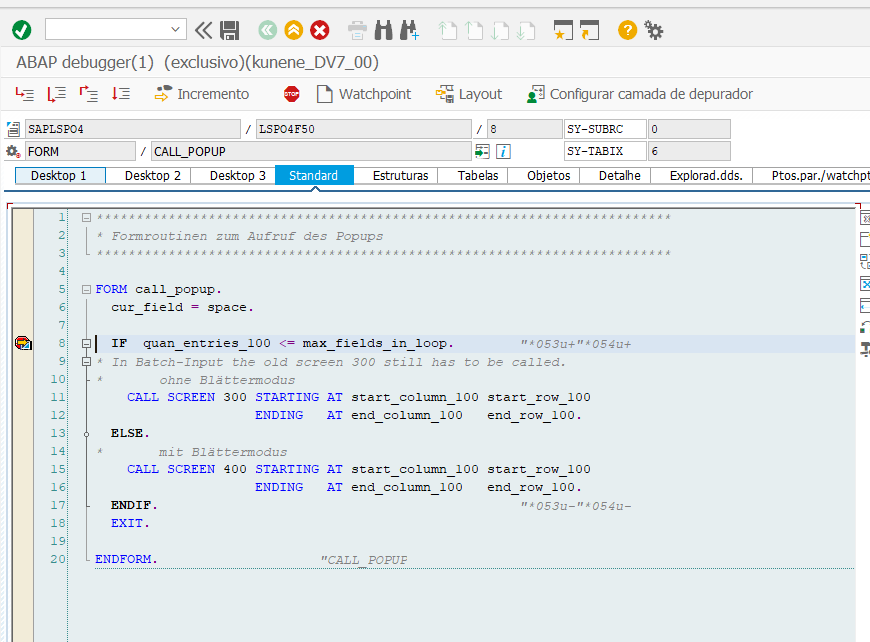 ABAP debugger(1)  (exclusivo)(kunene_DV7_00)
Incremento STOP Watchpoint Layout Configurar camada de depurador
SAPLSPO4 / LSPO4F50 / 8 SY-SUBRC 0
FORM / CALL_POPUP SY-TABIX 6
Desktop 1 Desktop 2 Desktop 3 Standard Estruturas Tabelas Objetos Detalhe Explorad.dds. Ptos.par./watchpt
1 ************************************************************************
2 * Formroutinen zum Aufruf des Popups
3 ************************************************************************
4
5 FORM call_popup.
6 cur_field = space.
7
8 IF  quan_entries_100 <= max_fields_in_loop. "*053u+"*054u+
9 * In Batch-Input the old screen 300 still has to be called.
10 * ohne Blättermodus
11 CALL SCREEN 300 STARTING AT start_column_100 start_row_100
12 ENDING AT end_column_100 end_row_100.
13 ELSE.
14 * mit Blättermodus
15 CALL SCREEN 400 STARTING AT start_column_100 start_row_100
16 ENDING AT end_column_100 end_row_100.
17 ENDIF. "*053u-"*054u-
18 EXIT.
19
20 ENDFORM. "CALL_POPUP